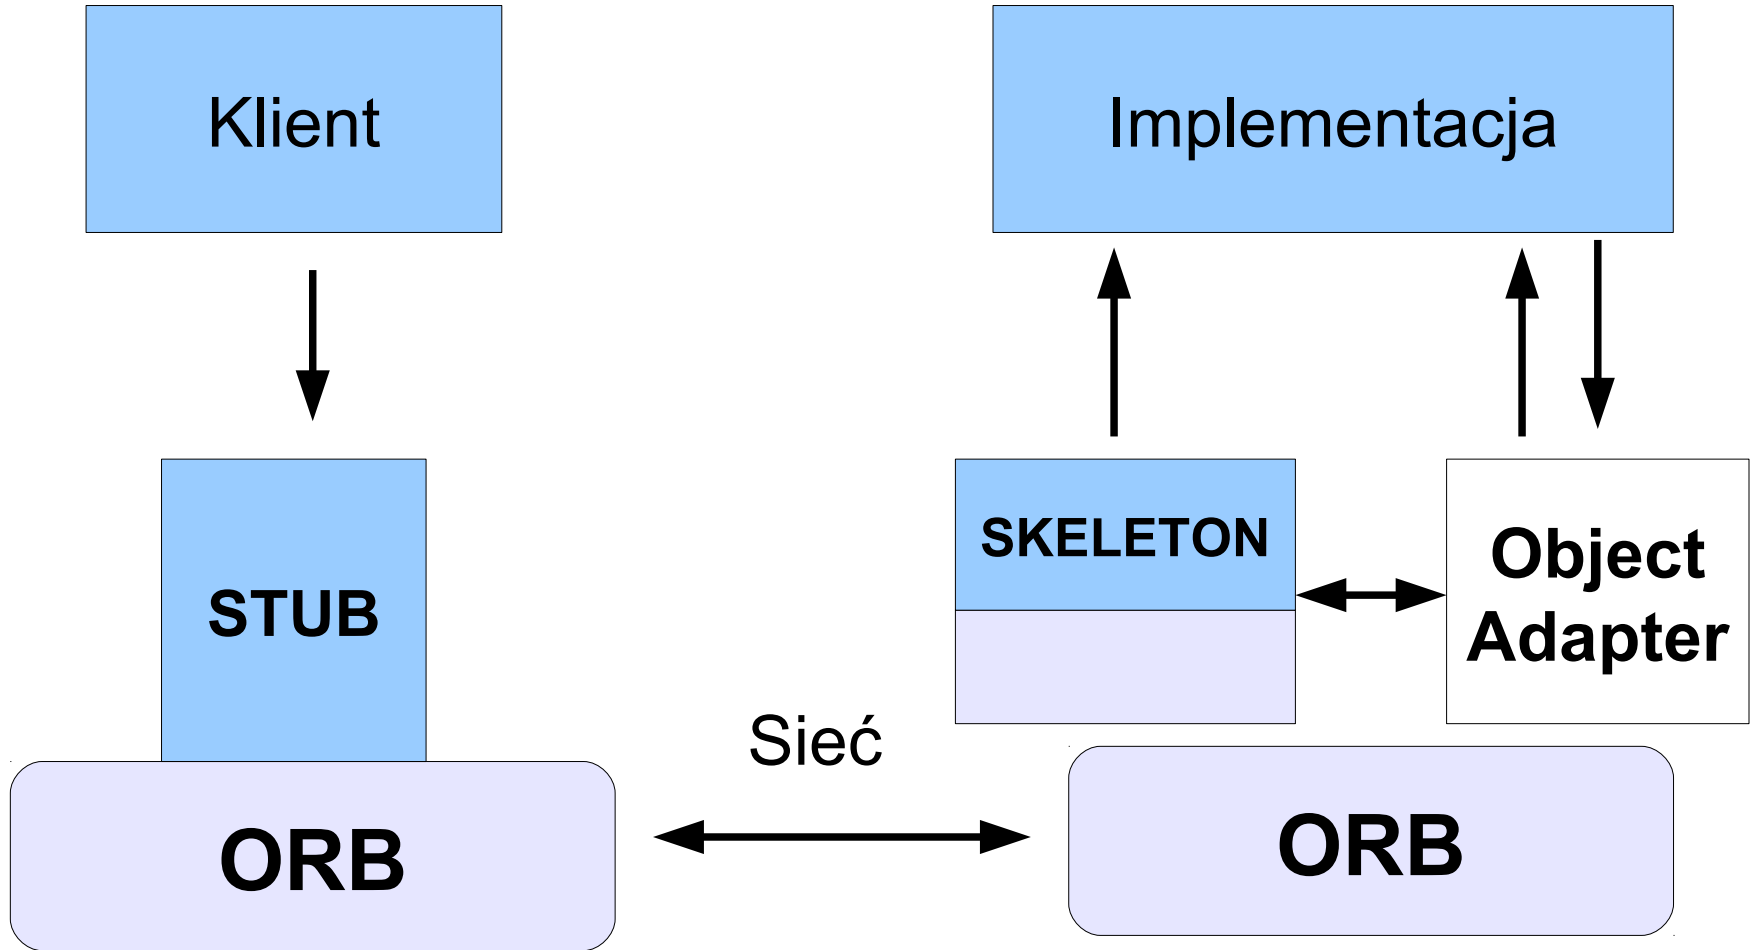 Klient
Implementacja
STUB
SKELETON
Object
Adapter
Sieć
ORB
ORB